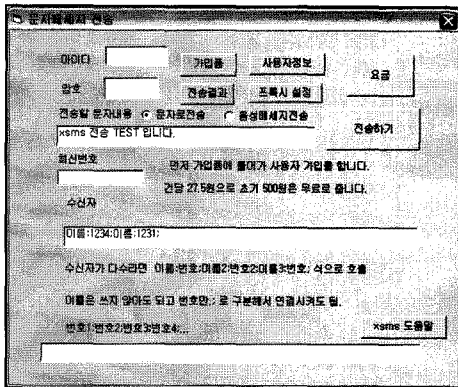 문자메세지 전송
아이디
가입폼
사용자정보
요금
암호
전송결과
프록시 설정
전송할 문자내용
문자로전송
음성메세지전송
전송하기
xsms 전송 TEST 입니다.
회신번호
먼저 가입폼에 들어가 사용자 가입을 합니다.
건당 27.5원으로 초기 500원은 무료로 줍니다.
수신자
이름:1234;이름:1231;
수신자가 다수라면 이름:번호;이름2:번호2;이름3:번호; 식으로 호출
이름은 쓰지 않아도 되고 번호만 ; 로 구분해서 연결시켜도 됨.
번호1;번호2;번호3;번호4;...
xsms 도움말